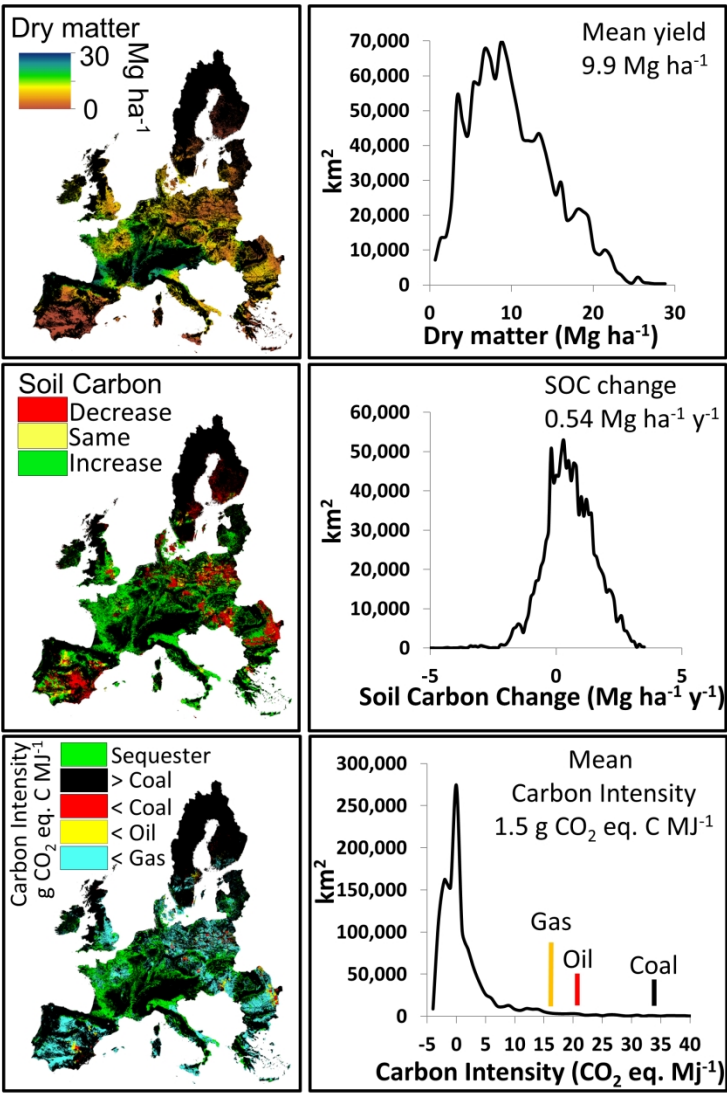 Dry matter
30
0
Mg ha⁻¹
70,000
60,000
50,000
40,000
30,000
20,000
10,000
0
km²
Mean yield
9.9 Mg ha⁻¹
0
10
20
30
Dry matter (Mg ha⁻¹)
Soil Carbon
Decrease
Same
Increase
60,000
50,000
40,000
30,000
20,000
10,000
0
km²
SOC change
0.54 Mg ha⁻¹ y⁻¹
-5
0
5
Soil Carbon Change (Mg ha⁻¹ y⁻¹)
Carbon Intensity
g CO₂ eq. C MJ⁻¹
Sequester
> Coal
< Coal
< Oil
< Gas
300,000
250,000
200,000
150,000
100,000
50,000
0
km²
Mean
Carbon Intensity
1.5 g CO₂ eq. C MJ⁻¹
Gas
Oil
Coal
-5 0 5 10 15 20 25 30 35 40
Carbon Intensity (CO₂ eq. Mj⁻¹)